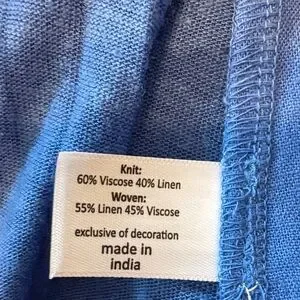 Knit:
60% Viscose 40% Linen
Woven:
55% Linen 45% Viscose
exclusive of decoration
made in
india